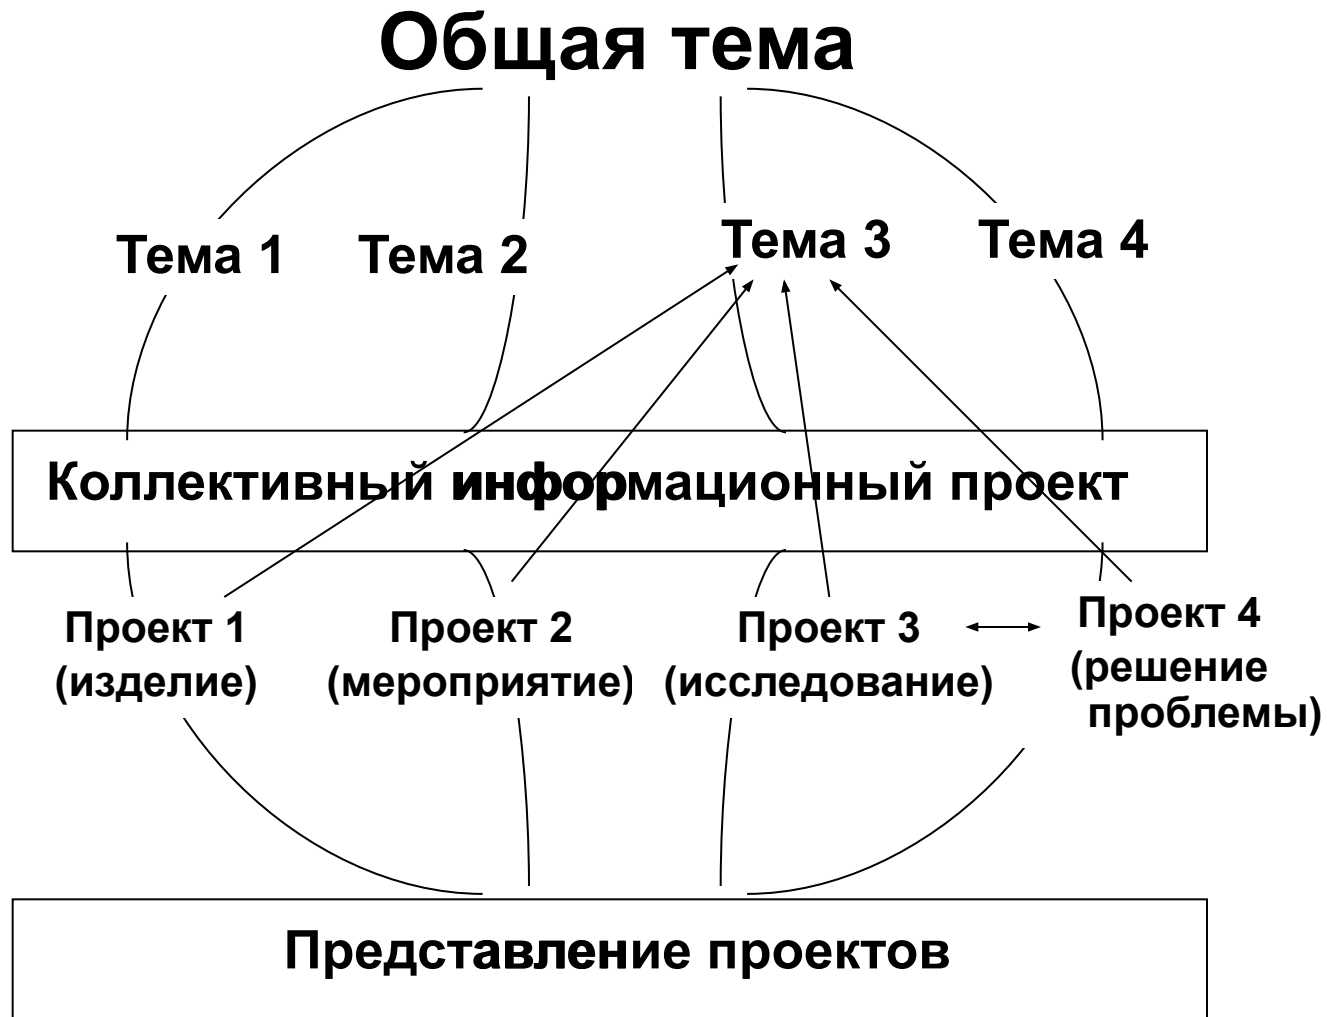 Общая тема
Тема 1 Тема 2 Тема 3 Тема 4
Коллективный информационный проект
Проект 1 Проект 2 Проект 3 Проект 4
(изделие) (мероприятие) (исследование) (решение
проблемы)
Представление проектов